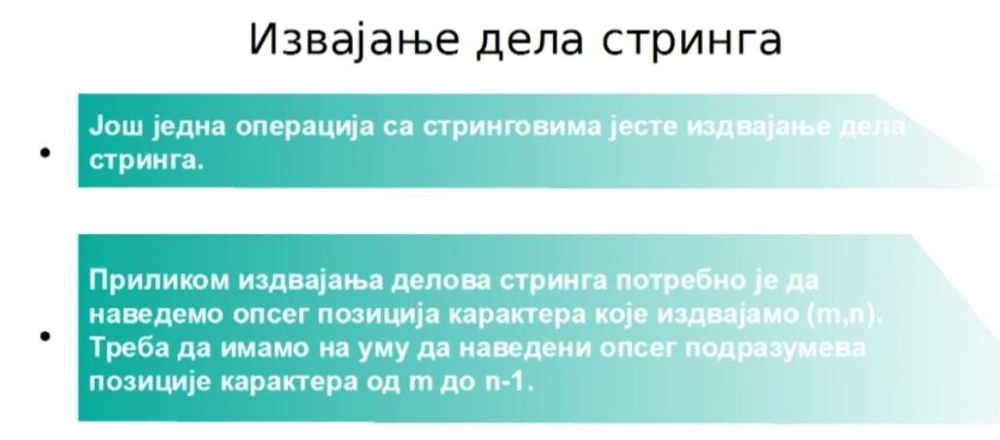 Извајање дела стринга
• Још једна операција са стринговима јесте издвајање дела
стринга.
• Приликом издвајања делова стринга потребно је да
наведемо опсег позиција карактера које издвајамо (m,n).
Треба да имамо на уму да наведени опсег подразумева
позиције карактера од m до n-1.